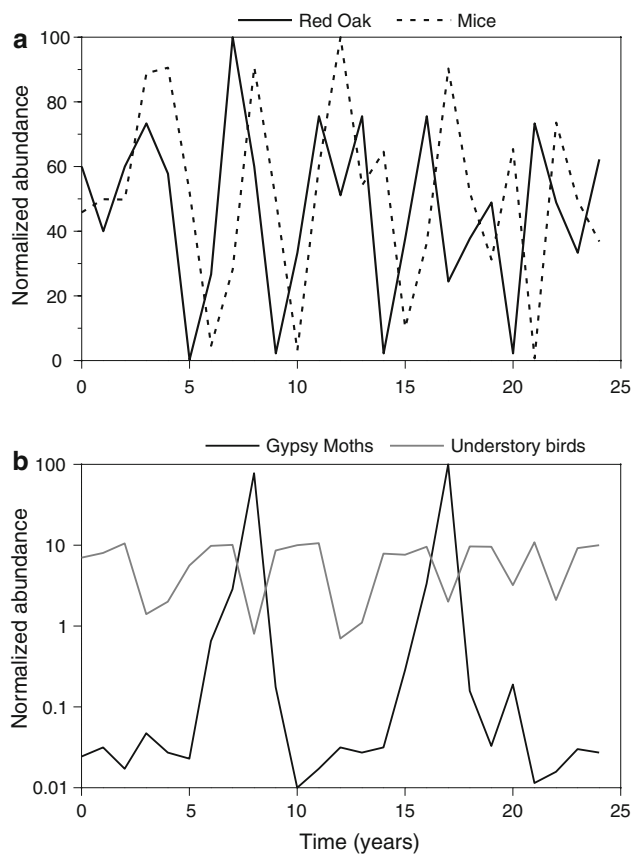 a
Red Oak Mice
Normalized abundance
100
80
60
40
20
0
0 5 10 15 20 25
b
Gypsy Moths Understory birds
Normalized abundance
100
10
1
0.1
0.01
0 5 10 15 20 25
Time (years)